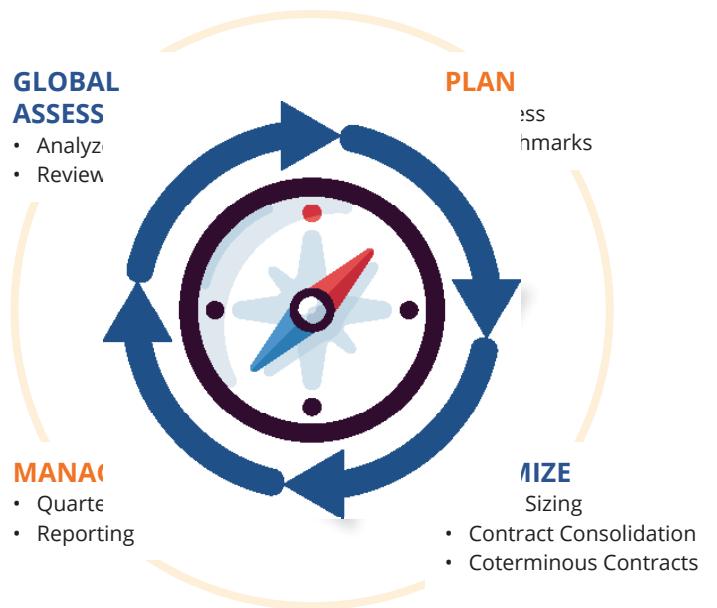 GLOBAL
ASSESS
• Analyz
• Review
PLAN
ess
hmarks
MANAG
• Quarte
• Reporting
MIZE
Sizing
• Contract Consolidation
• Coterminous Contracts